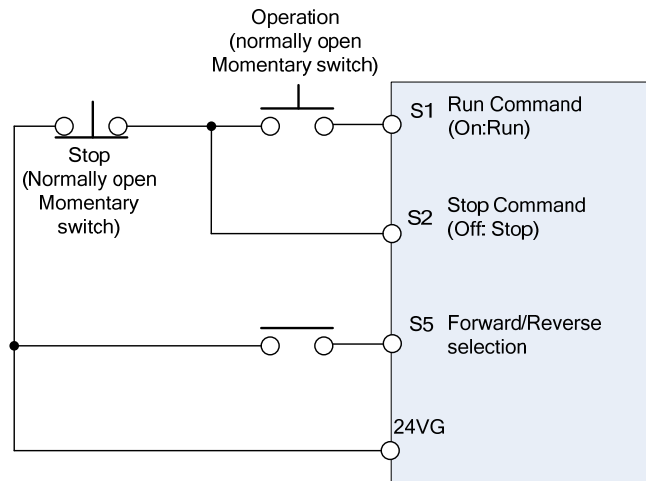 Operation
(normally open
Momentary switch)
S1 Run Command
(On:Run)
Stop
(Normally open
Momentary
switch)
S2 Stop Command
(Off: Stop)
S5 Forward/Reverse
selection
24VG